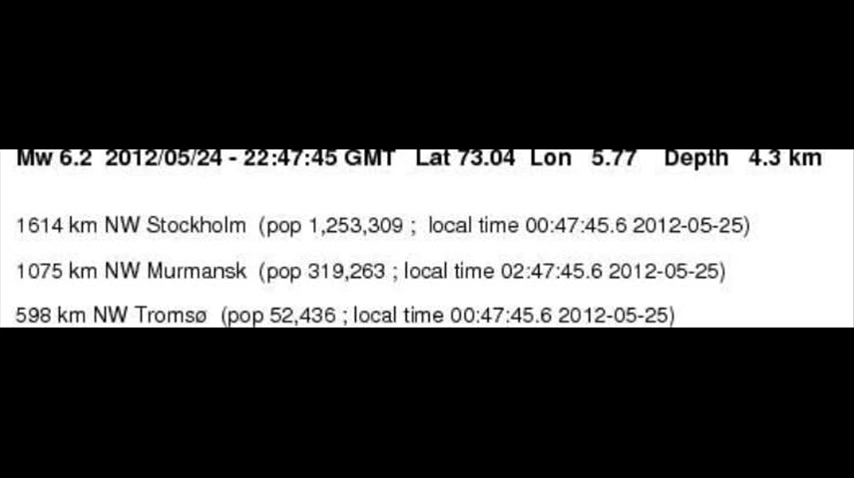 Mw 6.2 2012/05/24 - 22:47:45 GMT Lat 73.04 Lon 5.77 Depth 4.3 km
1614 km NW Stockholm (pop 1,253,309 ; local time 00:47:45.6 2012-05-25)
1075 km NW Murmansk (pop 319,263 ; local time 02:47:45.6 2012-05-25)
598 km NW Tromsø (pop 52,436 ; local time 00:47:45.6 2012-05-25)